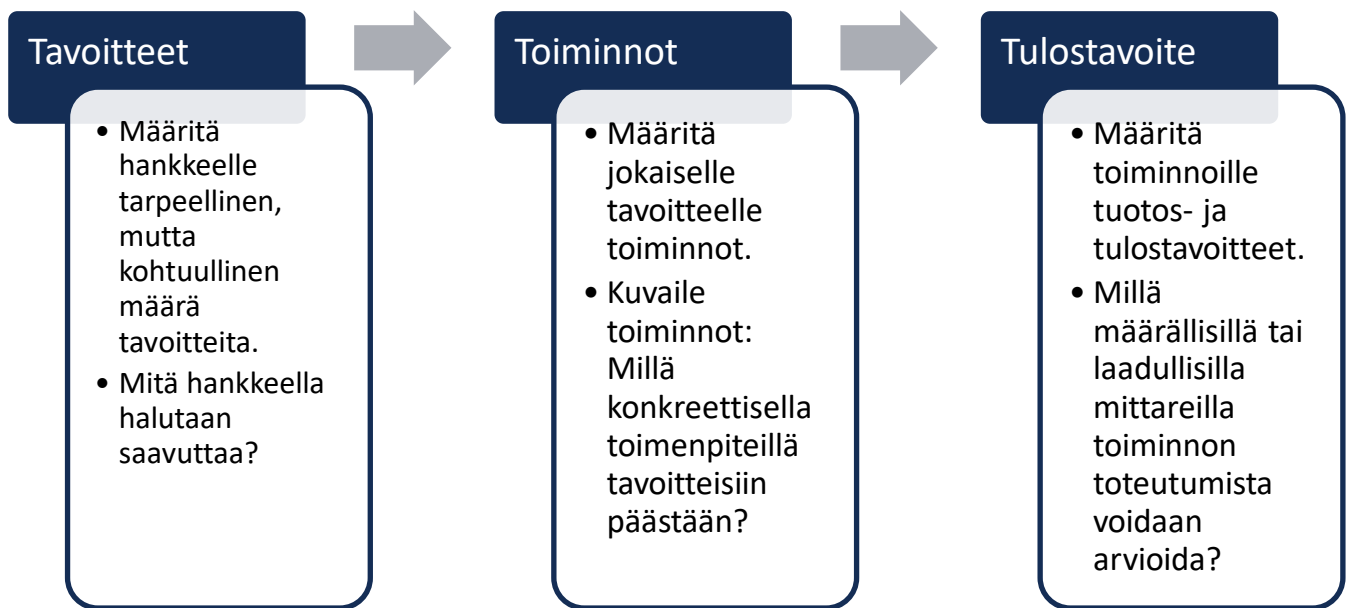 Tavoitteet
• Määritä
hankkeelle
tarpeellinen,
mutta
kohtuullinen
määrä
tavoitteita.
• Mitä hankkeella
halutaan
saavuttaa?
Toiminnot
• Määritä
jokaiselle
tavoitteelle
toiminnot.
• Kuvaile
toiminnot:
Millä
konkreettisella
toimenpiteillä
tavoitteisiin
päästään?
Tulostavoite
• Määritä
toiminnoille
tuotos- ja
tulostavoitteet.
• Millä
määrällisillä tai
laadullisilla
mittareilla
toiminnon
toteutumista
voidaan
arvioida?